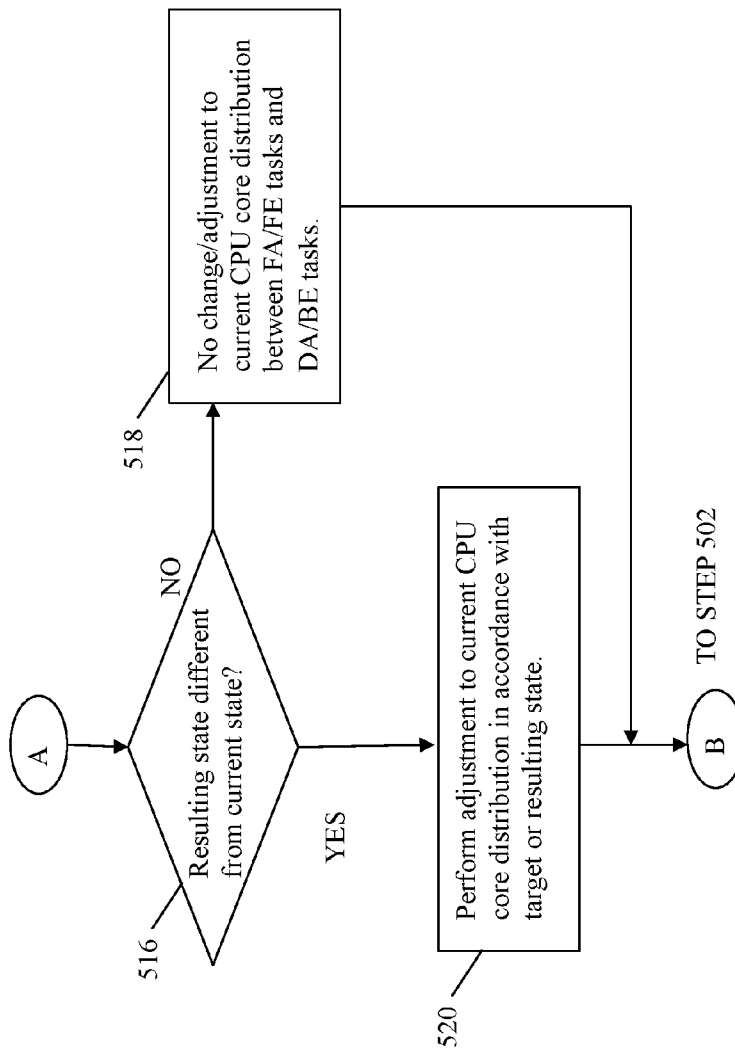 A
516
Resulting state different
from current state?
NO
518
No change/adjustment to
current CPU core distribution
between FA/FE tasks and
DA/BE tasks.
YES
520
Perform adjustment to current CPU
core distribution in accordance with
target or resulting state.
B
TO STEP 502